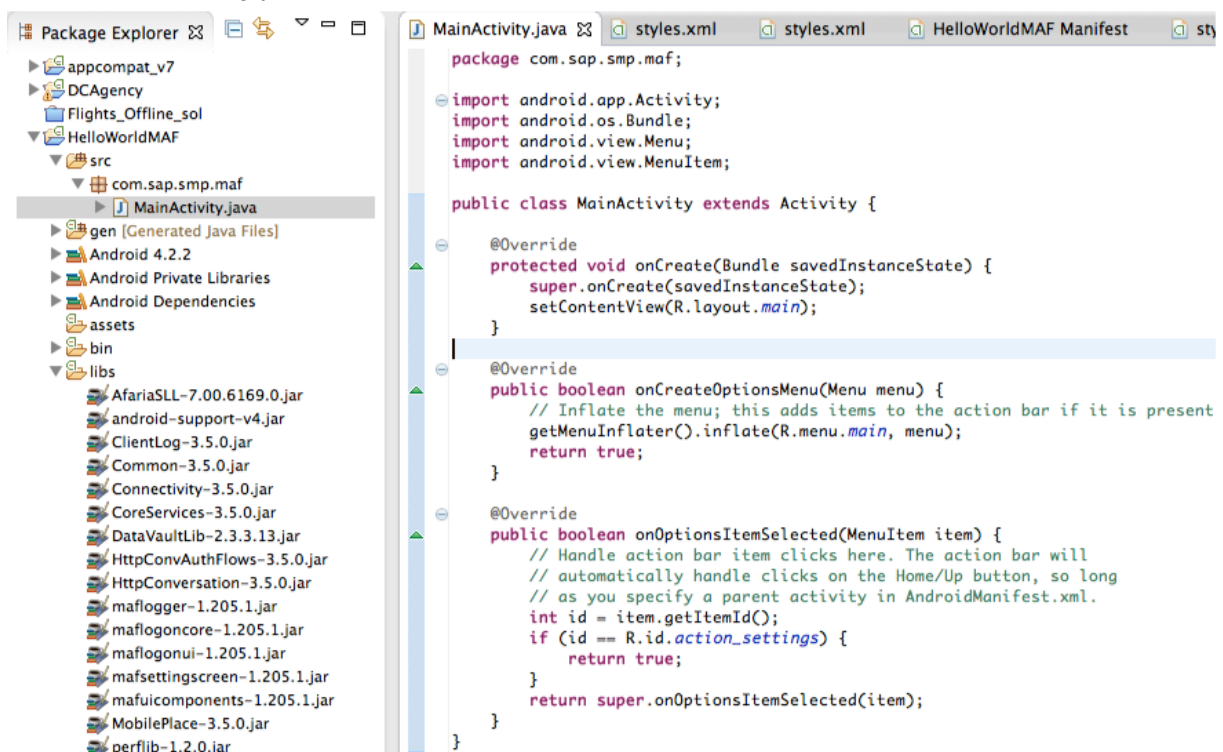 Package Explorer
appcompat_v7
DCAgency
Flights_Offline_sol
HelloWorldMAF
src
com.sap.smp.maf
MainActivity.java
gen [Generated Java Files]
Android 4.2.2
Android Private Libraries
Android Dependencies
assets
bin
libs
AfariaSLL-7.00.6169.0.jar
android-support-v4.jar
ClientLog-3.5.0.jar
Common-3.5.0.jar
Connectivity-3.5.0.jar
CoreServices-3.5.0.jar
DataVaultLib-2.3.3.13.jar
HttpConvAuthFlows-3.5.0.jar
HttpConversation-3.5.0.jar
maflogger-1.205.1.jar
maflogoncore-1.205.1.jar
maflogonui-1.205.1.jar
mafsettingscreen-1.205.1.jar
mafuicomponents-1.205.1.jar
MobilePlace-3.5.0.jar
perflib-1.2.0.jar
MainActivity.java styles.xml styles.xml HelloWorldMAF Manifest sty
package com.sap.smp.maf;
import android.app.Activity;
import android.os.Bundle;
import android.view.Menu;
import android.view.MenuItem;
public class MainActivity extends Activity {
@Override
protected void onCreate(Bundle savedInstanceState) {
super.onCreate(savedInstanceState);
setContentView(R.layout.main);
}
@Override
public boolean onCreateOptionsMenu(Menu menu) {
// Inflate the menu; this adds items to the action bar if it is present
getMenuInflater().inflate(R.menu.main, menu);
return true;
}
@Override
public boolean onOptionsItemSelected(MenuItem item) {
// Handle action bar item clicks here. The action bar will
// automatically handle clicks on the Home/Up button, so long
// as you specify a parent activity in AndroidManifest.xml.
int id = item.getItemId();
if (id == R.id.action_settings) {
return true;
}
return super.onOptionsItemSelected(item);
}
}